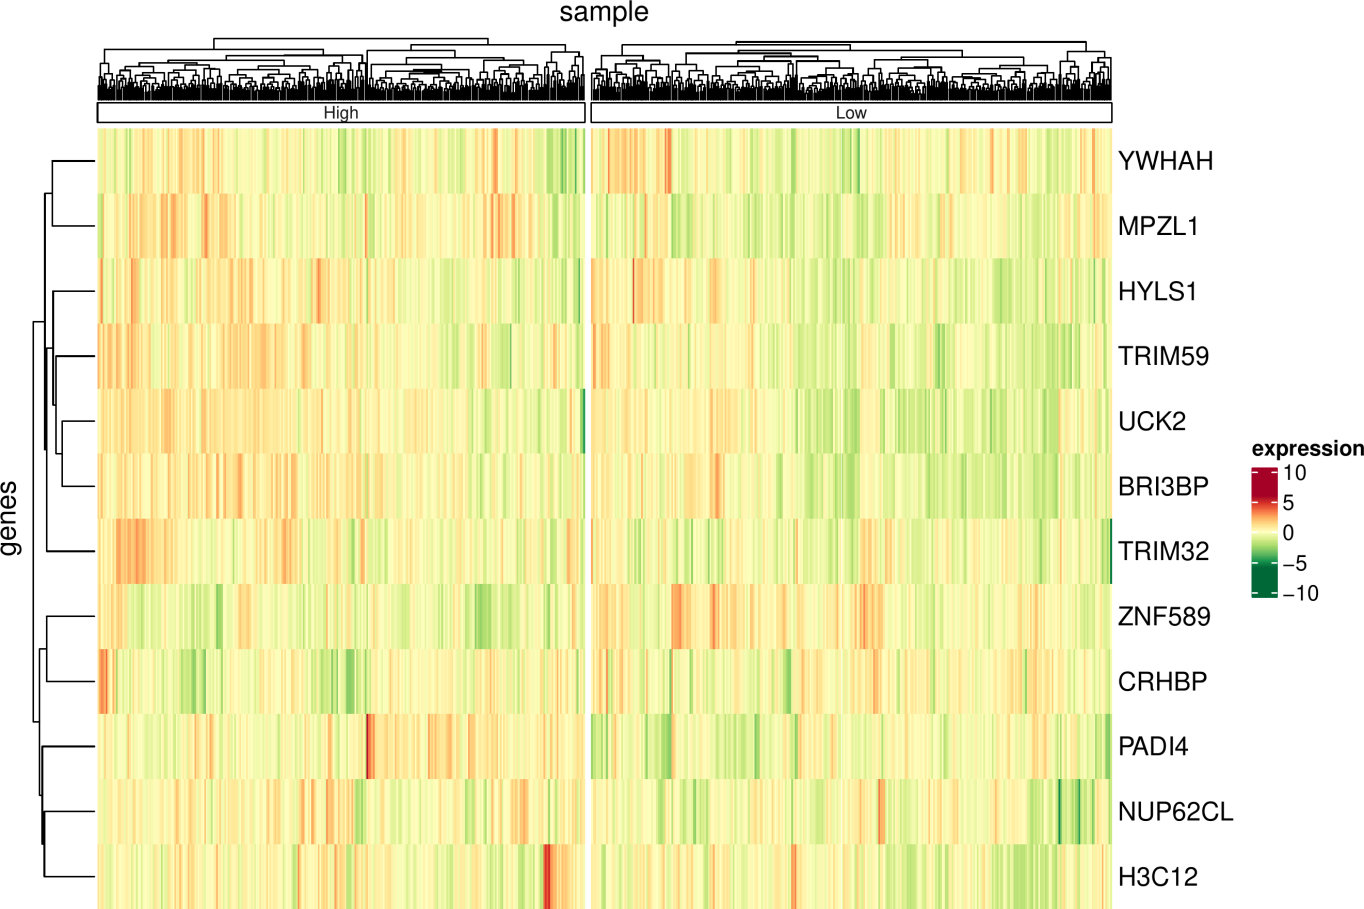 sample
High
Low
YWHAH
MPZL1
HYLS1
TRIM59
UCK2
BRI3BP
TRIM32
ZNF589
CRHBP
PADI4
NUP62CL
H3C12
genes
expression
10
5
0
−5
−10